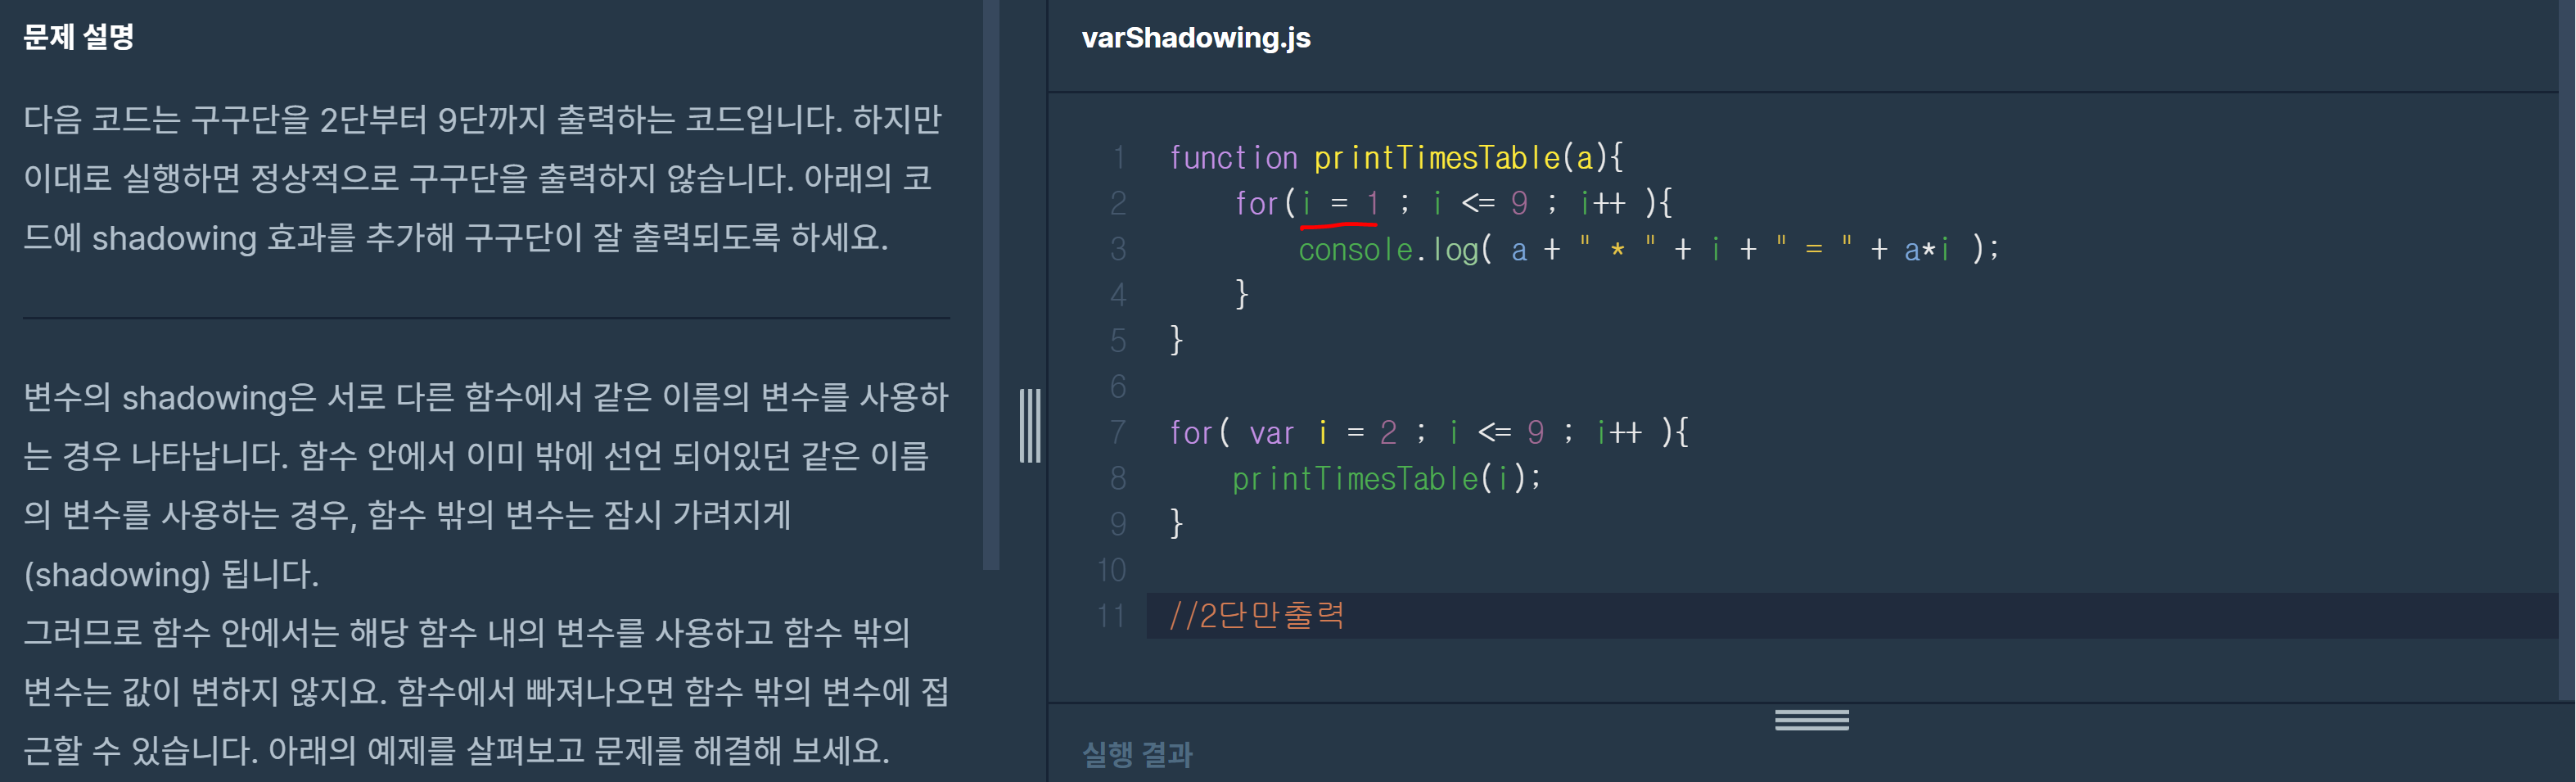 문제 설명
다음 코드는 구구단을 2단부터 9단까지 출력하는 코드입니다. 하지만
이대로 실행하면 정상적으로 구구단을 출력하지 않습니다. 아래의 코
드에 shadowing 효과를 추가해 구구단이 잘 출력되도록 하세요.
변수의 shadowing은 서로 다른 함수에서 같은 이름의 변수를 사용하
는 경우 나타납니다. 함수 안에서 이미 밖에 선언 되어있던 같은 이름
의 변수를 사용하는 경우, 함수 밖의 변수는 잠시 가려지게
(shadowing) 됩니다.
그러므로 함수 안에서는 해당 함수 내의 변수를 사용하고 함수 밖의
변수는 값이 변하지 않지요. 함수에서 빠져나오면 함수 밖의 변수에 접
근할 수 있습니다. 아래의 예제를 살펴보고 문제를 해결해 보세요.
varShadowing.js
1 function printTimesTable(a){
2 for(i = 1 ; i <= 9 ; i++ ){
3 console.log( a + " * " + i + " = " + a*i );
4 }
5 }
6
7 for( var i = 2 ; i <= 9 ; i++ ){
8 printTimesTable(i);
9 }
10
11 //2단만출력
실행 결과